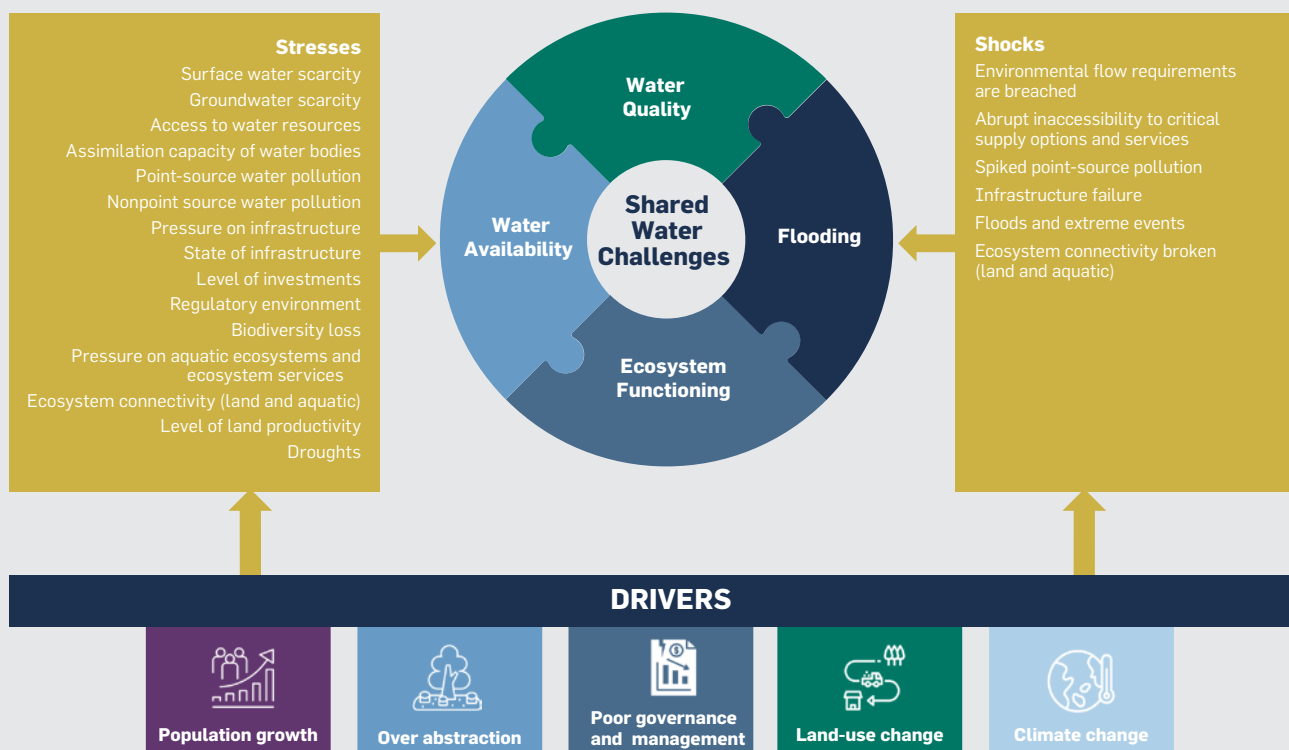 Stresses
Surface water scarcity
Groundwater scarcity
Access to water resources
Assimilation capacity of water bodies
Point-source water pollution
Nonpoint source water pollution
Pressure on infrastructure
State of infrastructure
Level of investments
Regulatory environment
Biodiversity loss
Pressure on aquatic ecosystems and
ecosystem services
Ecosystem connectivity (land and aquatic)
Level of land productivity
Droughts
Water
Quality
Water
Availability
Shared
Water
Challenges
Flooding
Ecosystem
Functioning
Shocks
Environmental flow requirements
are breached
Abrupt inaccessibility to critical
supply options and services
Spiked point-source pollution
Infrastructure failure
Floods and extreme events
Ecosystem connectivity broken
(land and aquatic)
DRIVERS
Population growth
Over abstraction
Poor governance
and management
Land-use change
Climate change